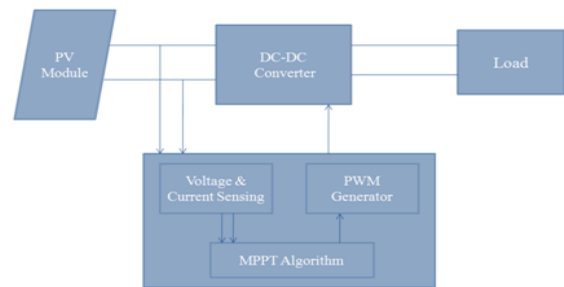 PV
Module
DC-DC
Converter
Load
Voltage &
Current Sensing
PWM
Generator
MPPT Algorithm